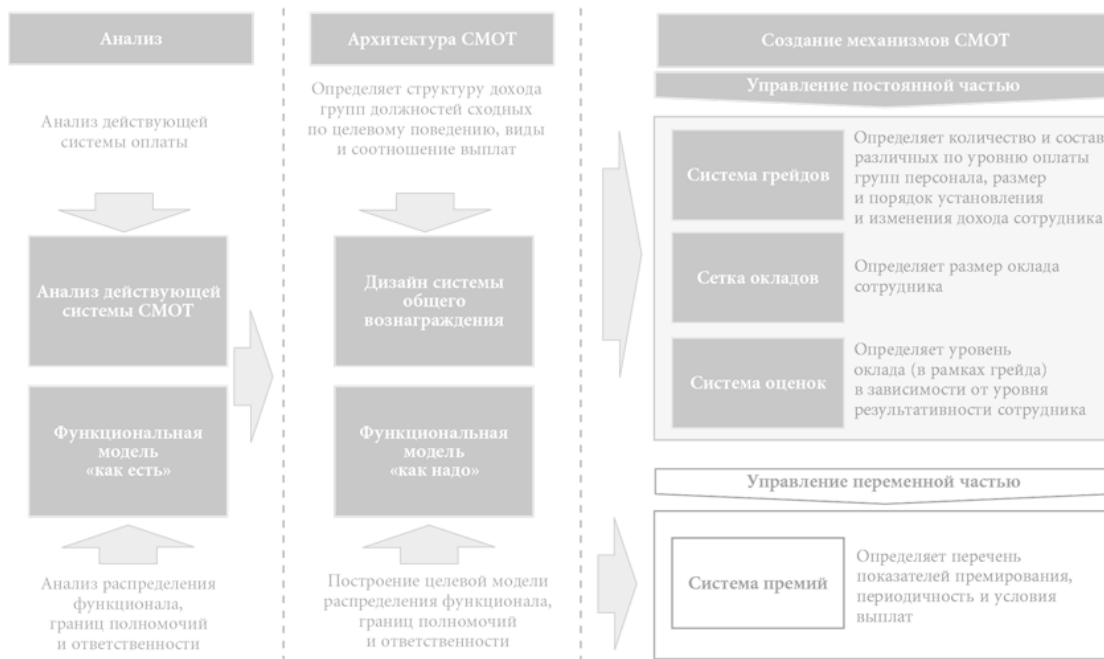 Анализ
Анализ действующей
системы оплаты
Анализ действующей
системы СМОТ
Функциональная
модель
«как есть»
Анализ распределения
функционала,
границ полномочий
и ответственности
Архитектура СМОТ
Определяет структуру дохода
групп должностей сходных
по целевому поведению, виды
и соотношение выплат
Дизайн системы
общего
вознаграждения
Функциональная
модель
«как надо»
Построение целевой модели
распределения функционала,
границ полномочий
и ответственности
Создание механизмов СМОТ
Управление постоянной частью
Система грейдов
Определяет количество и состав
различных по уровню оплаты
групп персонала, размер
и порядок установления
и изменения дохода сотрудника
Сетка окладов
Определяет размер оклада
сотрудника
Система оценок
Определяет уровень
оклада (в рамках грейда)
в зависимости от уровня
результативности сотрудника
Управление переменной частью
Система премий
Определяет перечень
показателей премирования,
периодичность и условия
выплат